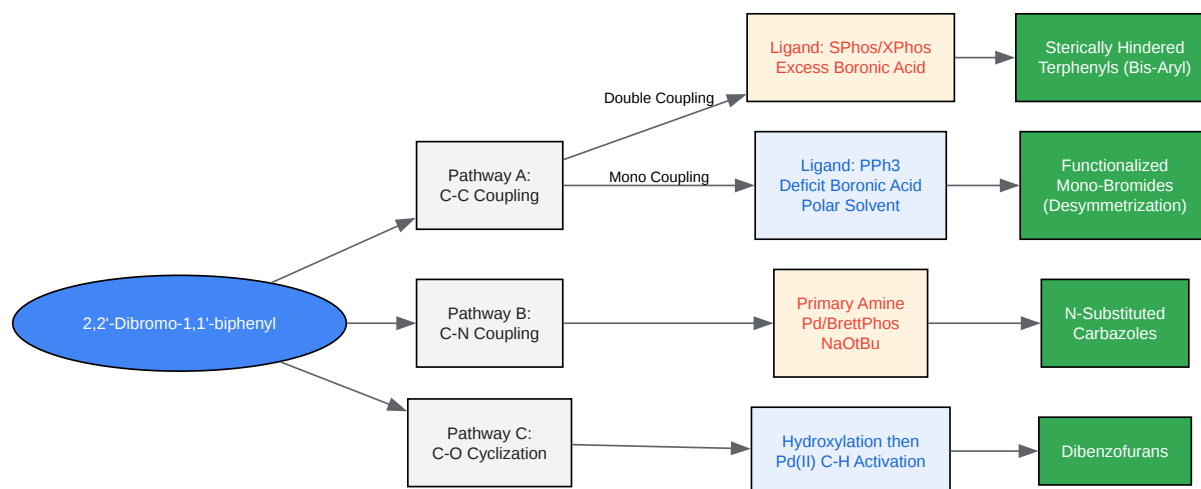 2,2'-Dibromo-1,1'-biphenyl
Pathway A:
C-C Coupling
Double Coupling
Ligand: SPhos/XPhos
Excess Boronic Acid
Sterically Hindered
Terphenyls (Bis-Aryl)
Mono Coupling
Ligand: PPh3
Deficit Boronic Acid
Polar Solvent
Functionalized
Mono-Bromides
(Desymmetrization)
Pathway B:
C-N Coupling
Primary Amine
Pd/BrettPhos
NaOtBu
N-Substituted
Carbazoles
Pathway C:
C-O Cyclization
Hydroxylation then
Pd(II) C-H Activation
Dibenzofurans